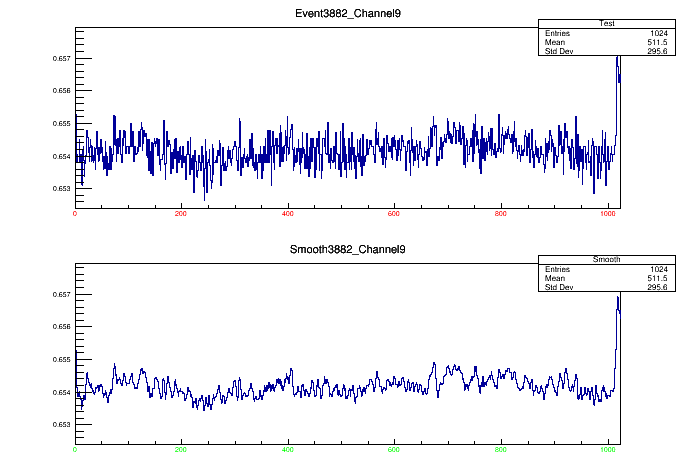 Event3882_Channel9
Test
Entries 1024
Mean 511.5
Std Dev 295.6
0.657
0.656
0.655
0.654
0.653
0 200 400 600 800 1000
Smooth3882_Channel9
Smooth
Entries 1024
Mean 511.5
Std Dev 295.6
0.657
0.656
0.655
0.654
0.653
0 200 400 600 800 1000